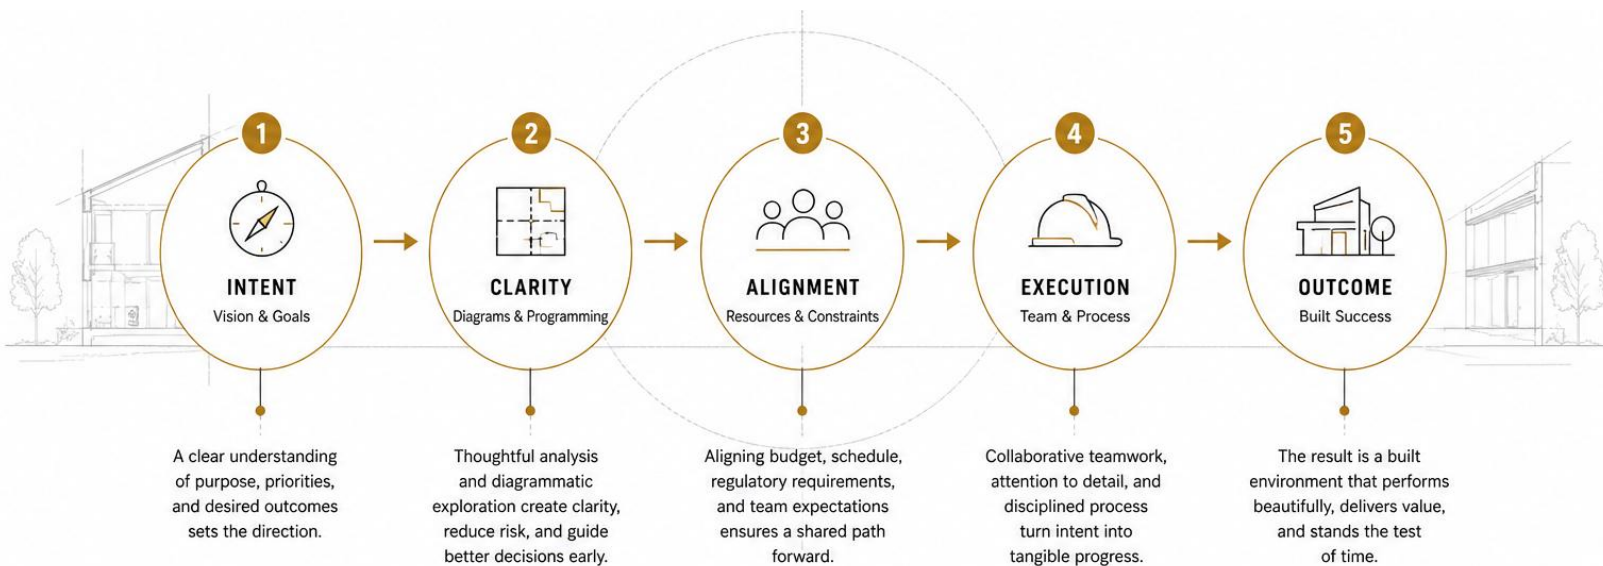 1
INTENT
Vision & Goals
A clear understanding
of purpose, priorities,
and desired outcomes
sets the direction.
2
CLARITY
Diagrams & Programming
Thoughtful analysis
and diagrammatic
exploration create clarity,
reduce risk, and guide
better decisions early.
3
ALIGNMENT
Resources & Constraints
Aligning budget, schedule,
regulatory requirements,
and team expectations
ensures a shared path
forward.
4
EXECUTION
Team & Process
Collaborative teamwork,
attention to detail, and
disciplined process
turn intent into
tangible progress.
5
OUTCOME
Built Success
The result is a built
environment that performs
beautifully, delivers value,
and stands the test
of time.